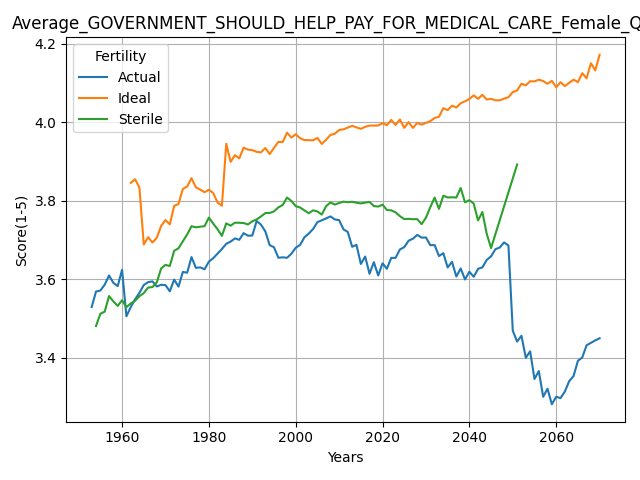 Average_GOVERNMENT_SHOULD_HELP_PAY_FOR_MEDICAL_CARE_Female_Q
4.2
4.0
3.8
3.6
3.4
Score(1-5)
Fertility
Actual
Ideal
Sterile
1960
1980
2000
2020
2040
2060
Years